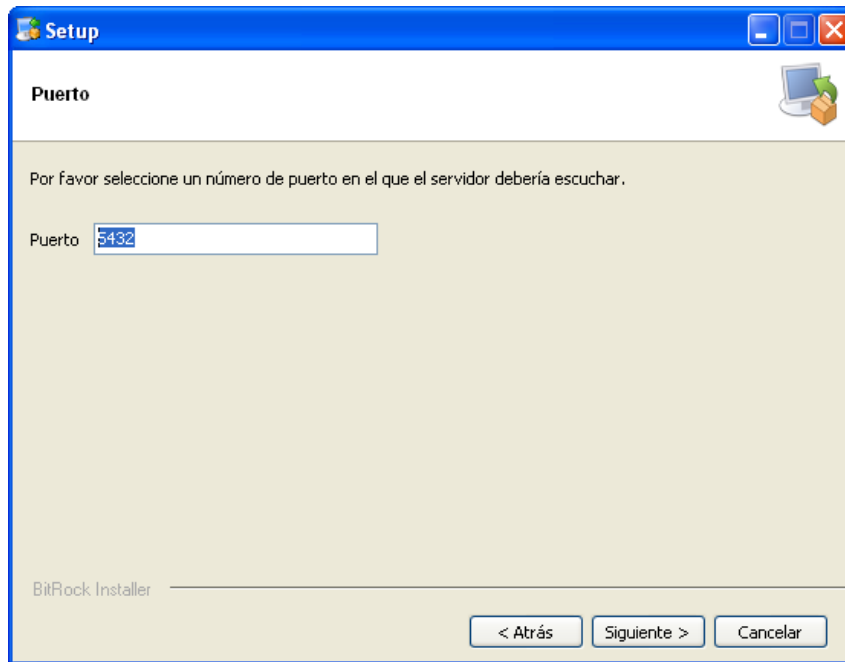 Setup
Puerto
Por favor seleccione un número de puerto en el que el servidor debería escuchar.
Puerto 5432
BitRock Installer
< Atrás Siguiente > Cancelar